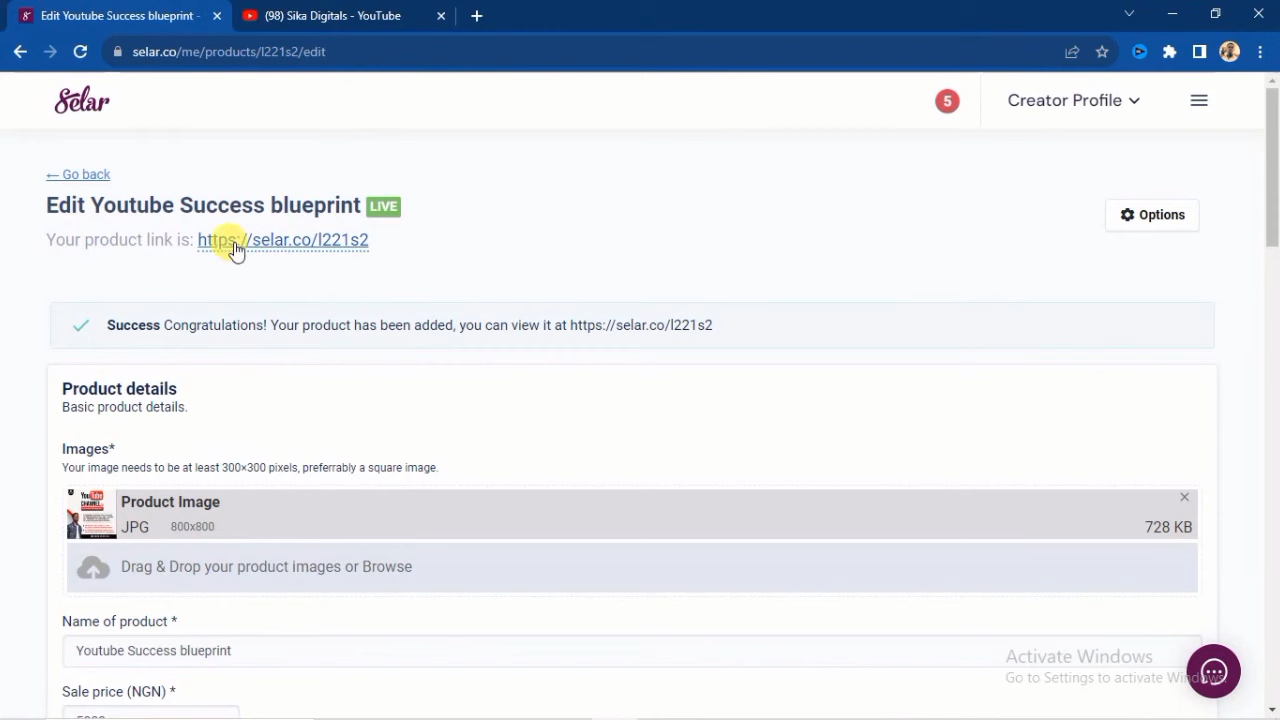 Edit Youtube Success blueprint -
(98) Sika Digitals - YouTube
selar.co/me/products/l221s2/edit
Selar
5
Creator Profile
← Go back
Edit Youtube Success blueprint LIVE
Your product link is: https://selar.co/l221s2
Options
Success Congratulations! Your product has been added, you can view it at https://selar.co/l221s2
Product details
Basic product details.
Images*
Your image needs to be at least 300×300 pixels, preferably a square image.
YouTube
CHANNEL
Product Image
JPG 800x800
728 KB
Drag & Drop your product images or Browse
Name of product *
Youtube Success blueprint
Activate Windows
Go to Settings to activate Windows.
Sale price (NGN) *